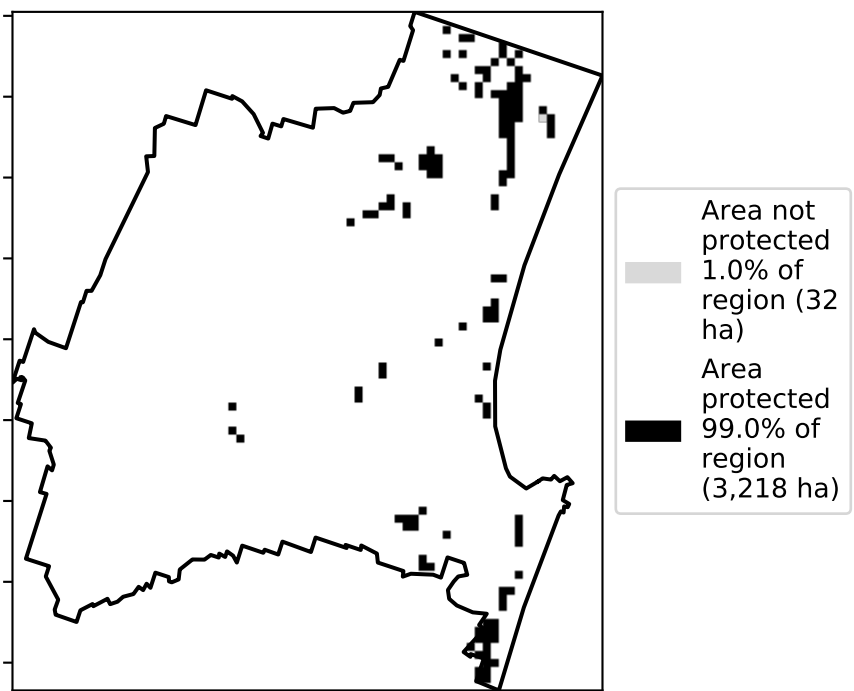 Area not
protected
1.0% of
region (32
ha)
Area
protected
99.0% of
region
(3,218 ha)